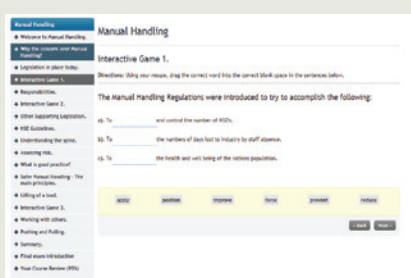 Manual Handling
Welcome to Manual Handling.
Why the concern over Manual
Handling?
Legislation in place today.
Interactive Game 1.
Responsibilities.
Interactive Game 2.
Other Supporting Legislation.
HSE Guidelines.
Understanding the spine.
Assessing risk.
What is good practice?
Safer Manual Handling - The
main principles.
Lifting of a load.
Interactive Game 3.
Working with others.
Pushing and Pulling.
Summary.
Final exam introduction
Your Course Review (95%)
Manual Handling
Interactive Game 1.
Directions: Using your mouse, drag the correct word into the correct blank space in the sentences below.
The Manual Handling Regulations were introduced to try to accomplish the following:
a). To and control the number of MSDs.
b). To the numbers of days lost to industry by staff absence.
c). To the health and well being of the nations population.
apply position improve force prevent reduce
‹ Back Next ›